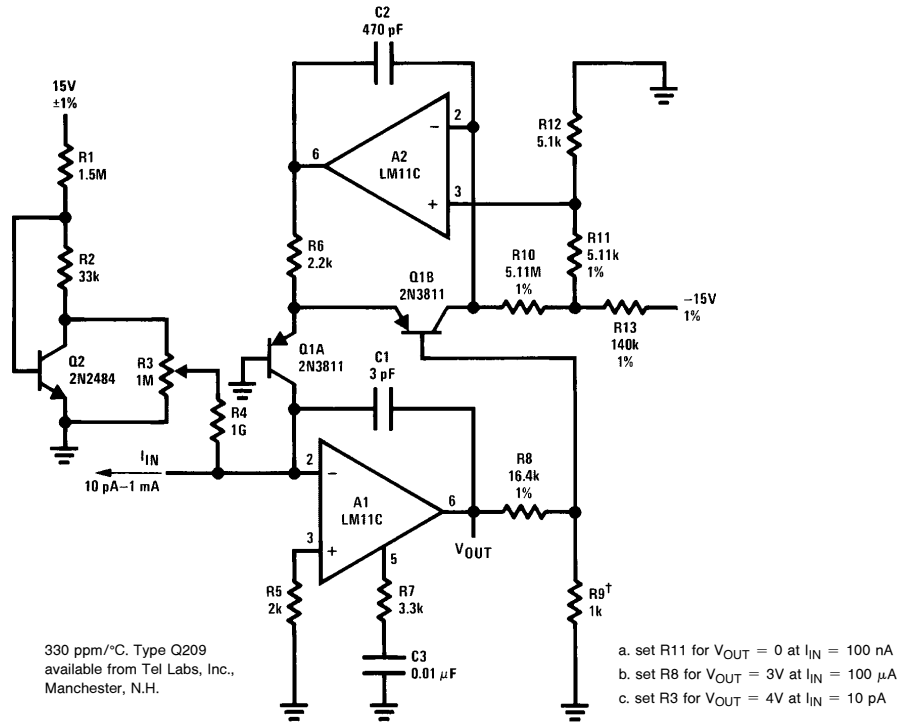 C2
470 pF
15V
±1%
R1
1.5M
R2
33k
Q2
2N2484
R3
1M
R4
1G
6
2
−
A2
LM11C
3
+
R12
5.1k
R6
2.2k
Q1B
2N3811
R10
5.11M
1%
R11
5.11k
1%
−15V
1%
R13
140k
1%
Q1A
2N3811
C1
3 pF
I_IN
10 pA–1 mA
2
−
A1
LM11C
6
3
+
5
R8
16.4k
1%
V_OUT
R5
2k
R7
3.3k
R9†
1k
C3
0.01 μF
330 ppm/°C. Type Q209
available from Tel Labs, Inc.,
Manchester, N.H.
a. set R11 for V_OUT = 0 at I_IN = 100 nA
b. set R8 for V_OUT = 3V at I_IN = 100 μA
c. set R3 for V_OUT = 4V at I_IN = 10 pA